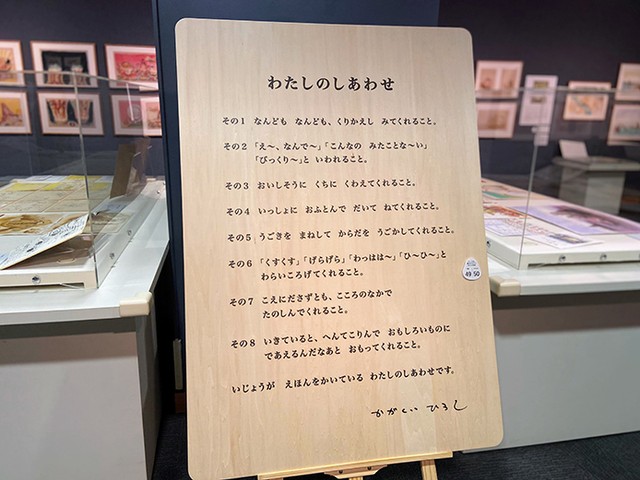 わたしのしあわせ
その1 なんども なんども、くりかえし みてくれること。
その2 「え〜、なんで〜」「こんなの みたことな〜い」
「びっくり〜」と いわれること。
その3 おいしそうに くちに くわえてくれること。
その4 いっしょに おふとんで だいて ねてくれること。
その5 うごきを まねして からだを うごかしてくれること。
その6 「くすくす」「げらげら」「わっはは〜」「ひ〜ひ〜」と
わらいころげてくれること。
その7 こえにださずとも、こころのなかで
たのしんでくれること。
その8 いきていると、へんてこりんで おもしろいものに
であえるんだなあと おもってくれること。
いじょうが えほんをかいている わたしのしあわせです。
かがくい ひろし
49 50